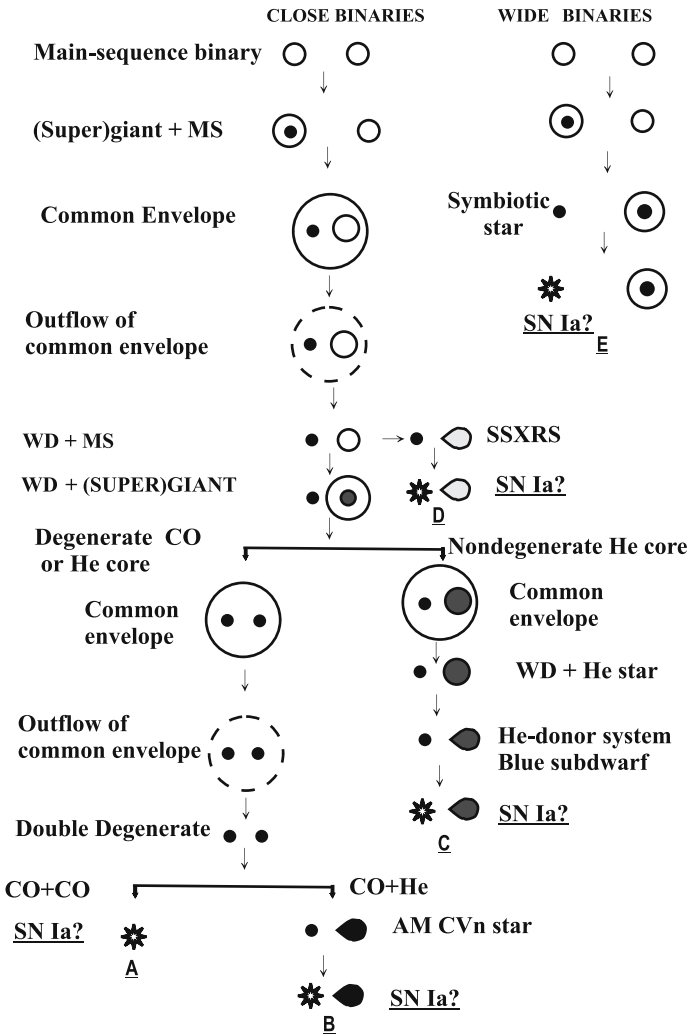 CLOSE BINARIES
WIDE BINARIES
Main-sequence binary
(Super)giant + MS
Common Envelope
Symbiotic
star
Outflow of
common envelope
SN Ia?
E
WD + MS
SSXRS
WD + (SUPER)GIANT
SN Ia?
D
Degenerate CO
or He core
Nondegenerate He core
Common
envelope
Common
envelope
WD + He star
Outflow of
common envelope
He-donor system
Blue subdwarf
SN Ia?
C
Double Degenerate
CO+CO
CO+He
SN Ia?
A
AM CVn star
SN Ia?
B